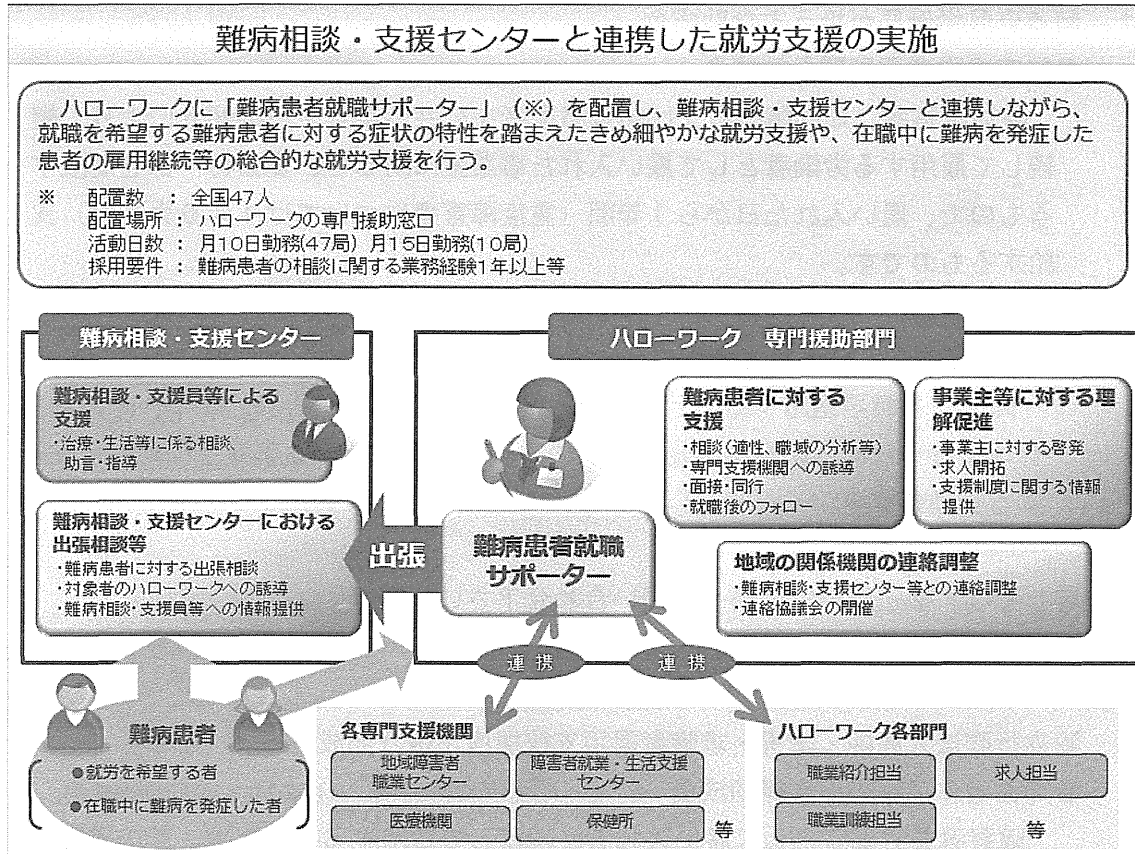 難病相談・支援センターと連携した就労支援の実施
ハローワークに「難病患者就職サポーター」（※）を配置し、難病相談・支援センターと連携しながら、
就職を希望する難病患者に対する症状の特性を踏まえたきめ細やかな就労支援や、在職中に難病を発症した
患者の雇用継続等の総合的な就労支援を行う。
※　配置数　：　全国47人
配置場所　：　ハローワークの専門援助窓口
活動日数　：　月10日勤務(47局)　月15日勤務(10局)
採用要件　：　難病患者の相談に関する業務経験1年以上等
難病相談・支援センター
難病相談・支援員等による
支援
・治療・生活等に係る相談、
助言・指導
難病相談・支援センターにおける
出張相談等
・難病患者に対する出張相談
・対象者のハローワークへの誘導
・難病相談・支援員等への情報提供
ハローワーク　専門援助部門
難病患者に対する
支援
・相談（適性、職域の分析等）
・専門支援機関への誘導
・面接・同行
・就職後のフォロー
事業主等に対する理
解促進
・事業主に対する啓発
・求人開拓
・支援制度に関する情報
提供
出張
難病患者就職
サポーター
地域の関係機関の連絡調整
・難病相談・支援センター等との連絡調整
・連絡協議会の開催
連携
連携
難病患者
●就労を希望する者
●在職中に難病を発症した者
各専門支援機関
地域障害者
職業センター
障害者就業・生活支援
センター
医療機関
保健所
等
ハローワーク各部門
職業紹介担当
求人担当
職業訓練担当
等